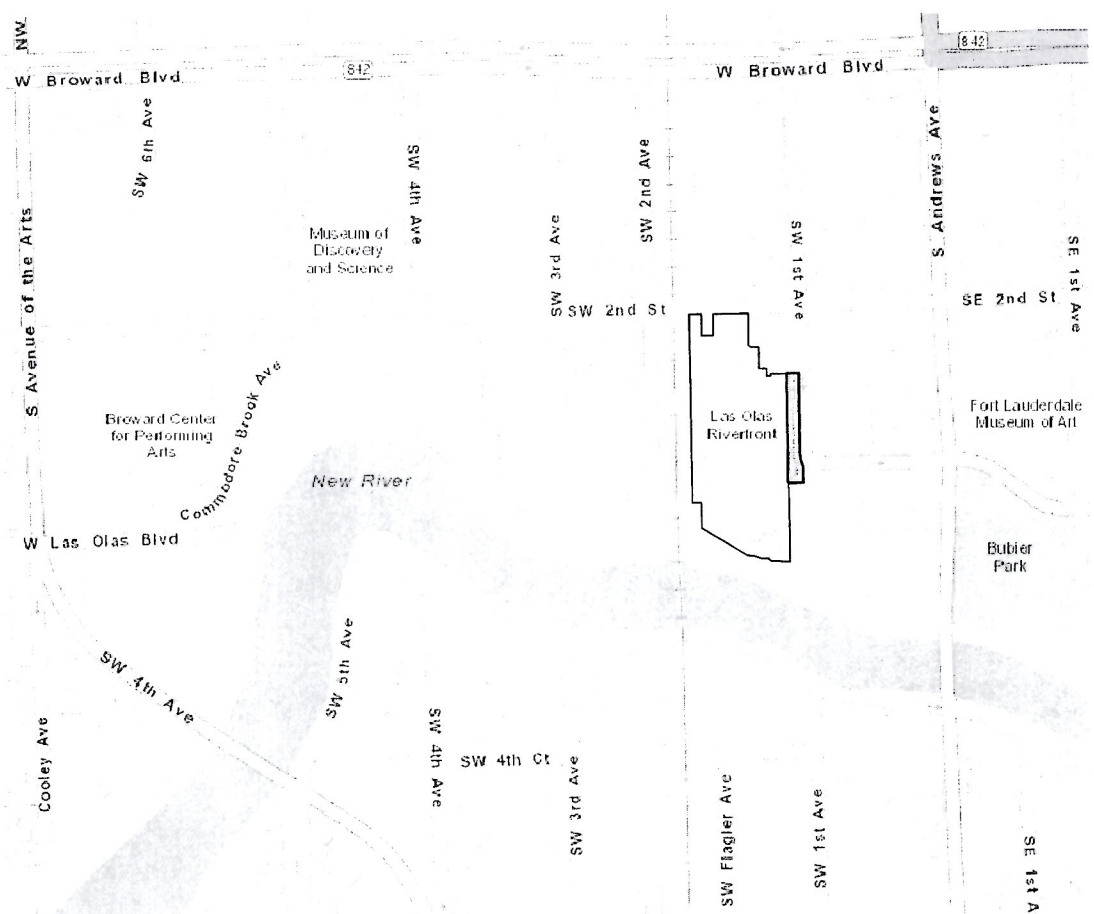 NW
W Broward Blvd
842
W Broward Blvd
842
SW 6th Ave
SW 4th Ave
SW 2nd Ave
S Andrews Ave
S Avenue of the Arts
Museum of
Discovery
and Science
SW 3rd Ave
SW 1st Ave
SE 1st Ave
SW 2nd St
SE 2nd St
Commodore Brook Ave
Broward Center
for Performing
Arts
Las Olas
Riverfront
Fort Lauderdale
Museum of Art
New River
W Las Olas Blvd
Bubier
Park
SW 4th Ave
SW 5th Ave
Cooley Ave
SW 4th Ave
SW 4th Ct
SW 3rd Ave
SW Flagler Ave
SW 1st Ave
SE 1st A